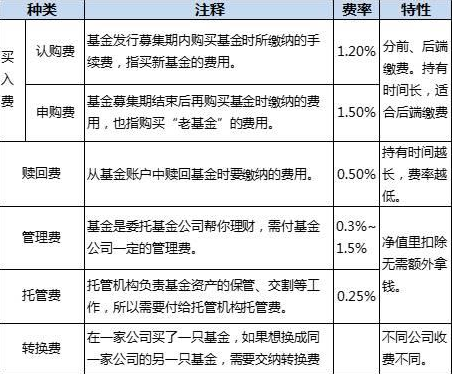 种类 注释 费率 特性
买入费
认购费
基金发行募集期内购买基金时所缴纳的手
续费，指买新基金的费用。
1.20%
分前、后端
缴费。持有
时间长，适
合后端缴费
申购费
基金募集期结束后再购买基金时缴纳的费
用，也指购买“老基金”的费用。
1.50%
赎回费
从基金账户中赎回基金时要缴纳的费用。
0.50%
持有时间越
长，费率越
低。
管理费
基金是委托基金公司帮你理财，需付基金
公司一定的管理费。
0.3%~
1.5%
净值里扣除
无需额外拿
钱。
托管费
托管机构负责基金资产的保管、交割等工
作，所以需要付给托管机构托管费。
0.25%
转换费
在一家公司买了一只基金，如果想换成同
一家公司的另一只基金，需要交纳转换费
不同公司收
费不同。